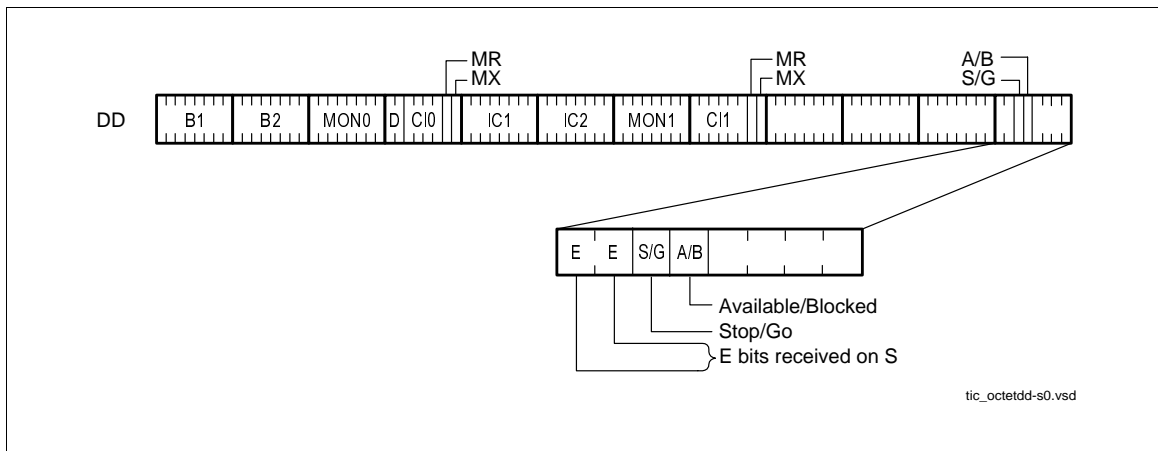 MR MR A/B
MX MX S/G
DD B1 B2 MON0 D CI0 IC1 IC2 MON1 CI1
E E S/G A/B
Available/Blocked
Stop/Go
E bits received on S
tic_octetdd-s0.vsd